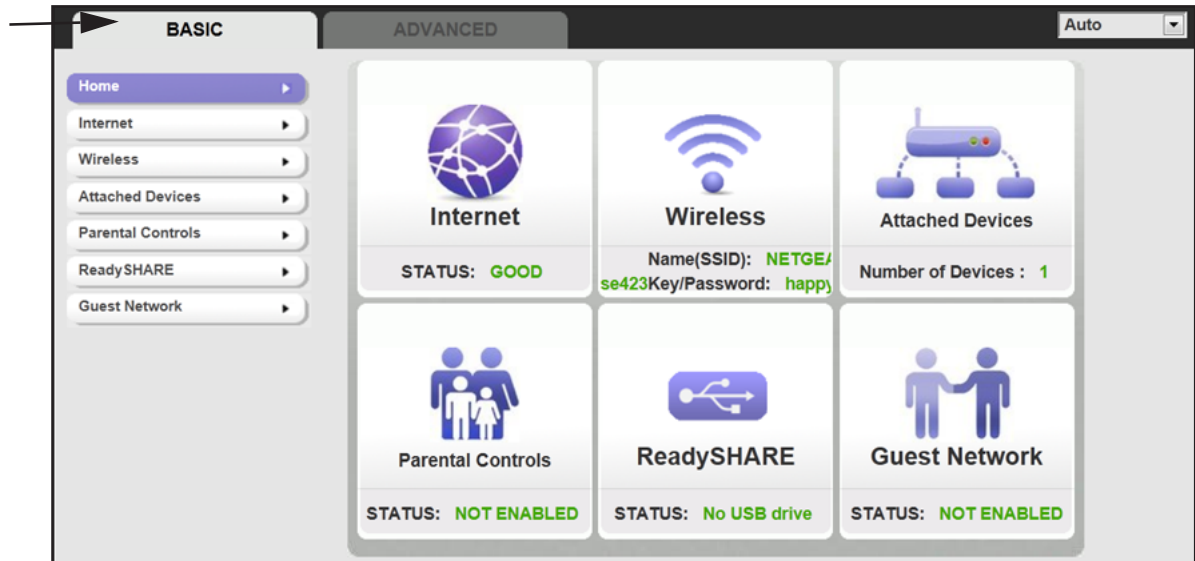 BASIC
ADVANCED
Auto
Home
Internet
Wireless
Attached Devices
Parental Controls
ReadySHARE
Guest Network
Internet
STATUS: GOOD
Wireless
Name(SSID): NETGEA
se423Key/Password: happy
Attached Devices
Number of Devices : 1
Parental Controls
STATUS: NOT ENABLED
ReadySHARE
STATUS: No USB drive
Guest Network
STATUS: NOT ENABLED